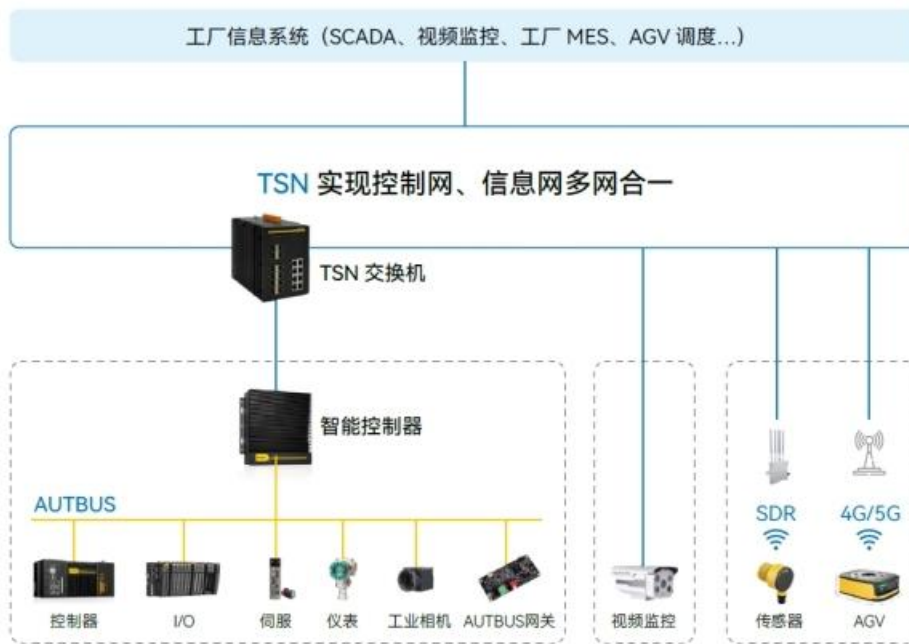 工厂信息系统（SCADA、视频监控、工厂 MES、AGV 调度...）
TSN 实现控制网、信息网多网合一
TSN 交换机
智能控制器
AUTBUS
SDR
4G/5G
控制器
I/O
伺服
仪表
工业相机
AUTBUS网关
视频监控
传感器
AGV